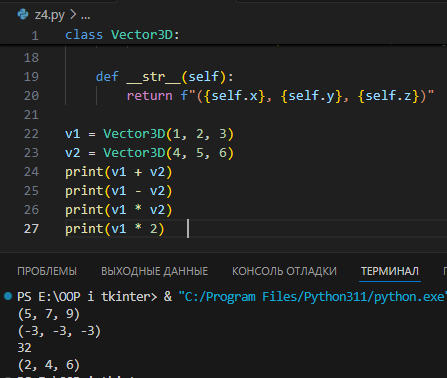 z4.py > ...
1 class Vector3D:
18
19 def __str__(self):
20 return f"({self.x}, {self.y}, {self.z})"
21
22 v1 = Vector3D(1, 2, 3)
23 v2 = Vector3D(4, 5, 6)
24 print(v1 + v2)
25 print(v1 - v2)
26 print(v1 * v2)
27 print(v1 * 2)
ПРОБЛЕМЫ ВЫХОДНЫЕ ДАННЫЕ КОНСОЛЬ ОТЛАДКИ ТЕРМИНАЛ
PS E:\OOP i tkinter> & "C:/Program Files/Python311/python.exe"
(5, 7, 9)
(-3, -3, -3)
32
(2, 4, 6)